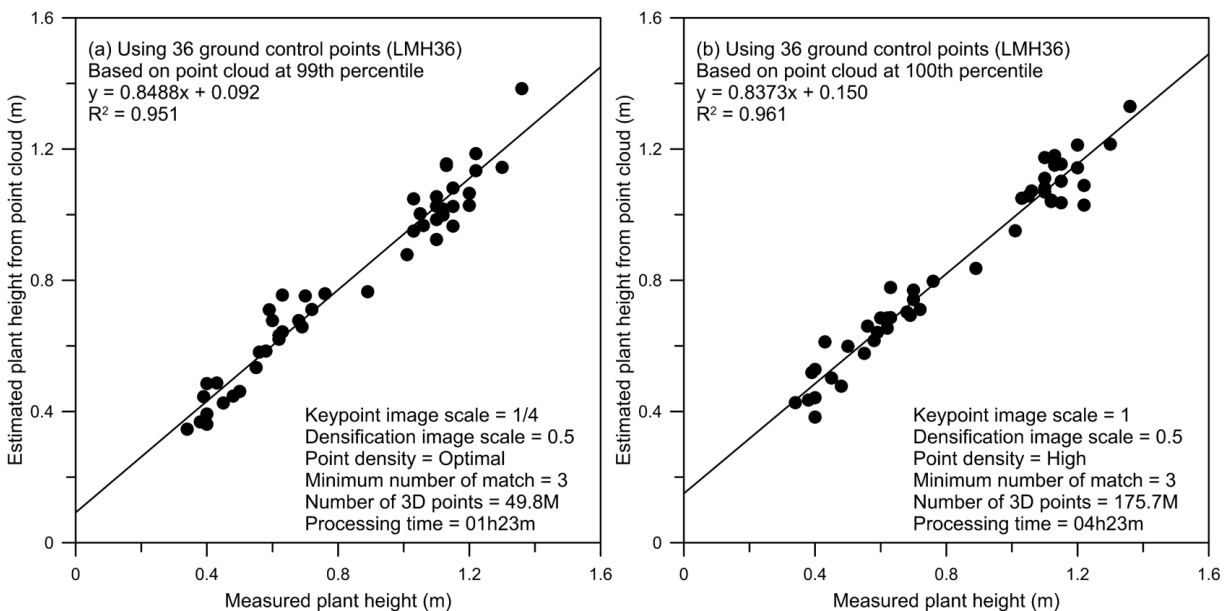 (a) Using 36 ground control points (LMH36)
Based on point cloud at 99th percentile
y = 0.8488x + 0.092
R² = 0.951
Keypoint image scale = 1/4
Densification image scale = 0.5
Point density = Optimal
Minimum number of match = 3
Number of 3D points = 49.8M
Processing time = 01h23m
Estimated plant height from point cloud (m)
1.6
1.2
0.8
0.4
0
0
0.4
0.8
1.2
1.6
Measured plant height (m)
(b) Using 36 ground control points (LMH36)
Based on point cloud at 100th percentile
y = 0.8373x + 0.150
R² = 0.961
Keypoint image scale = 1
Densification image scale = 0.5
Point density = High
Minimum number of match = 3
Number of 3D points = 175.7M
Processing time = 04h23m
Estimated plant height from point cloud (m)
1.6
1.2
0.8
0.4
0
0
0.4
0.8
1.2
1.6
Measured plant height (m)